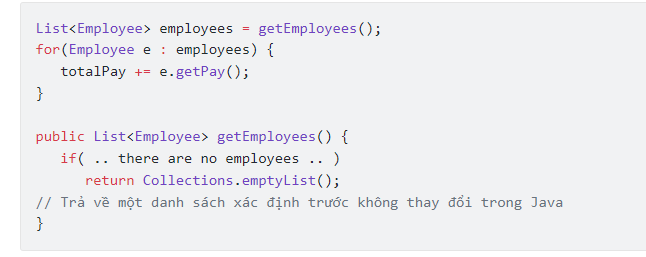 List<Employee> employees = getEmployees();
for(Employee e : employees) {
   totalPay += e.getPay();
}

public List<Employee> getEmployees() {
   if( .. there are no employees .. )
      return Collections.emptyList();
// Trả về một danh sách xác định trước không thay đổi trong Java
}